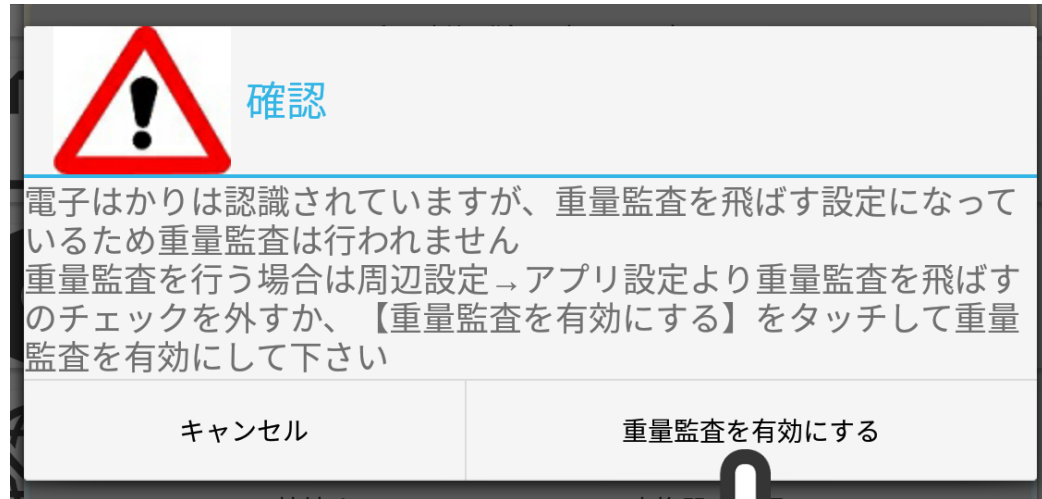 確認
電子はかりは認識されていますが、重量監査を飛ばす設定になって
いるため重量監査は行われません
重量監査を行う場合は周辺設定→アプリ設定より重量監査を飛ばす
のチェックを外すか、【重量監査を有効にする】をタッチして重量
監査を有効にして下さい
キャンセル
重量監査を有効にする